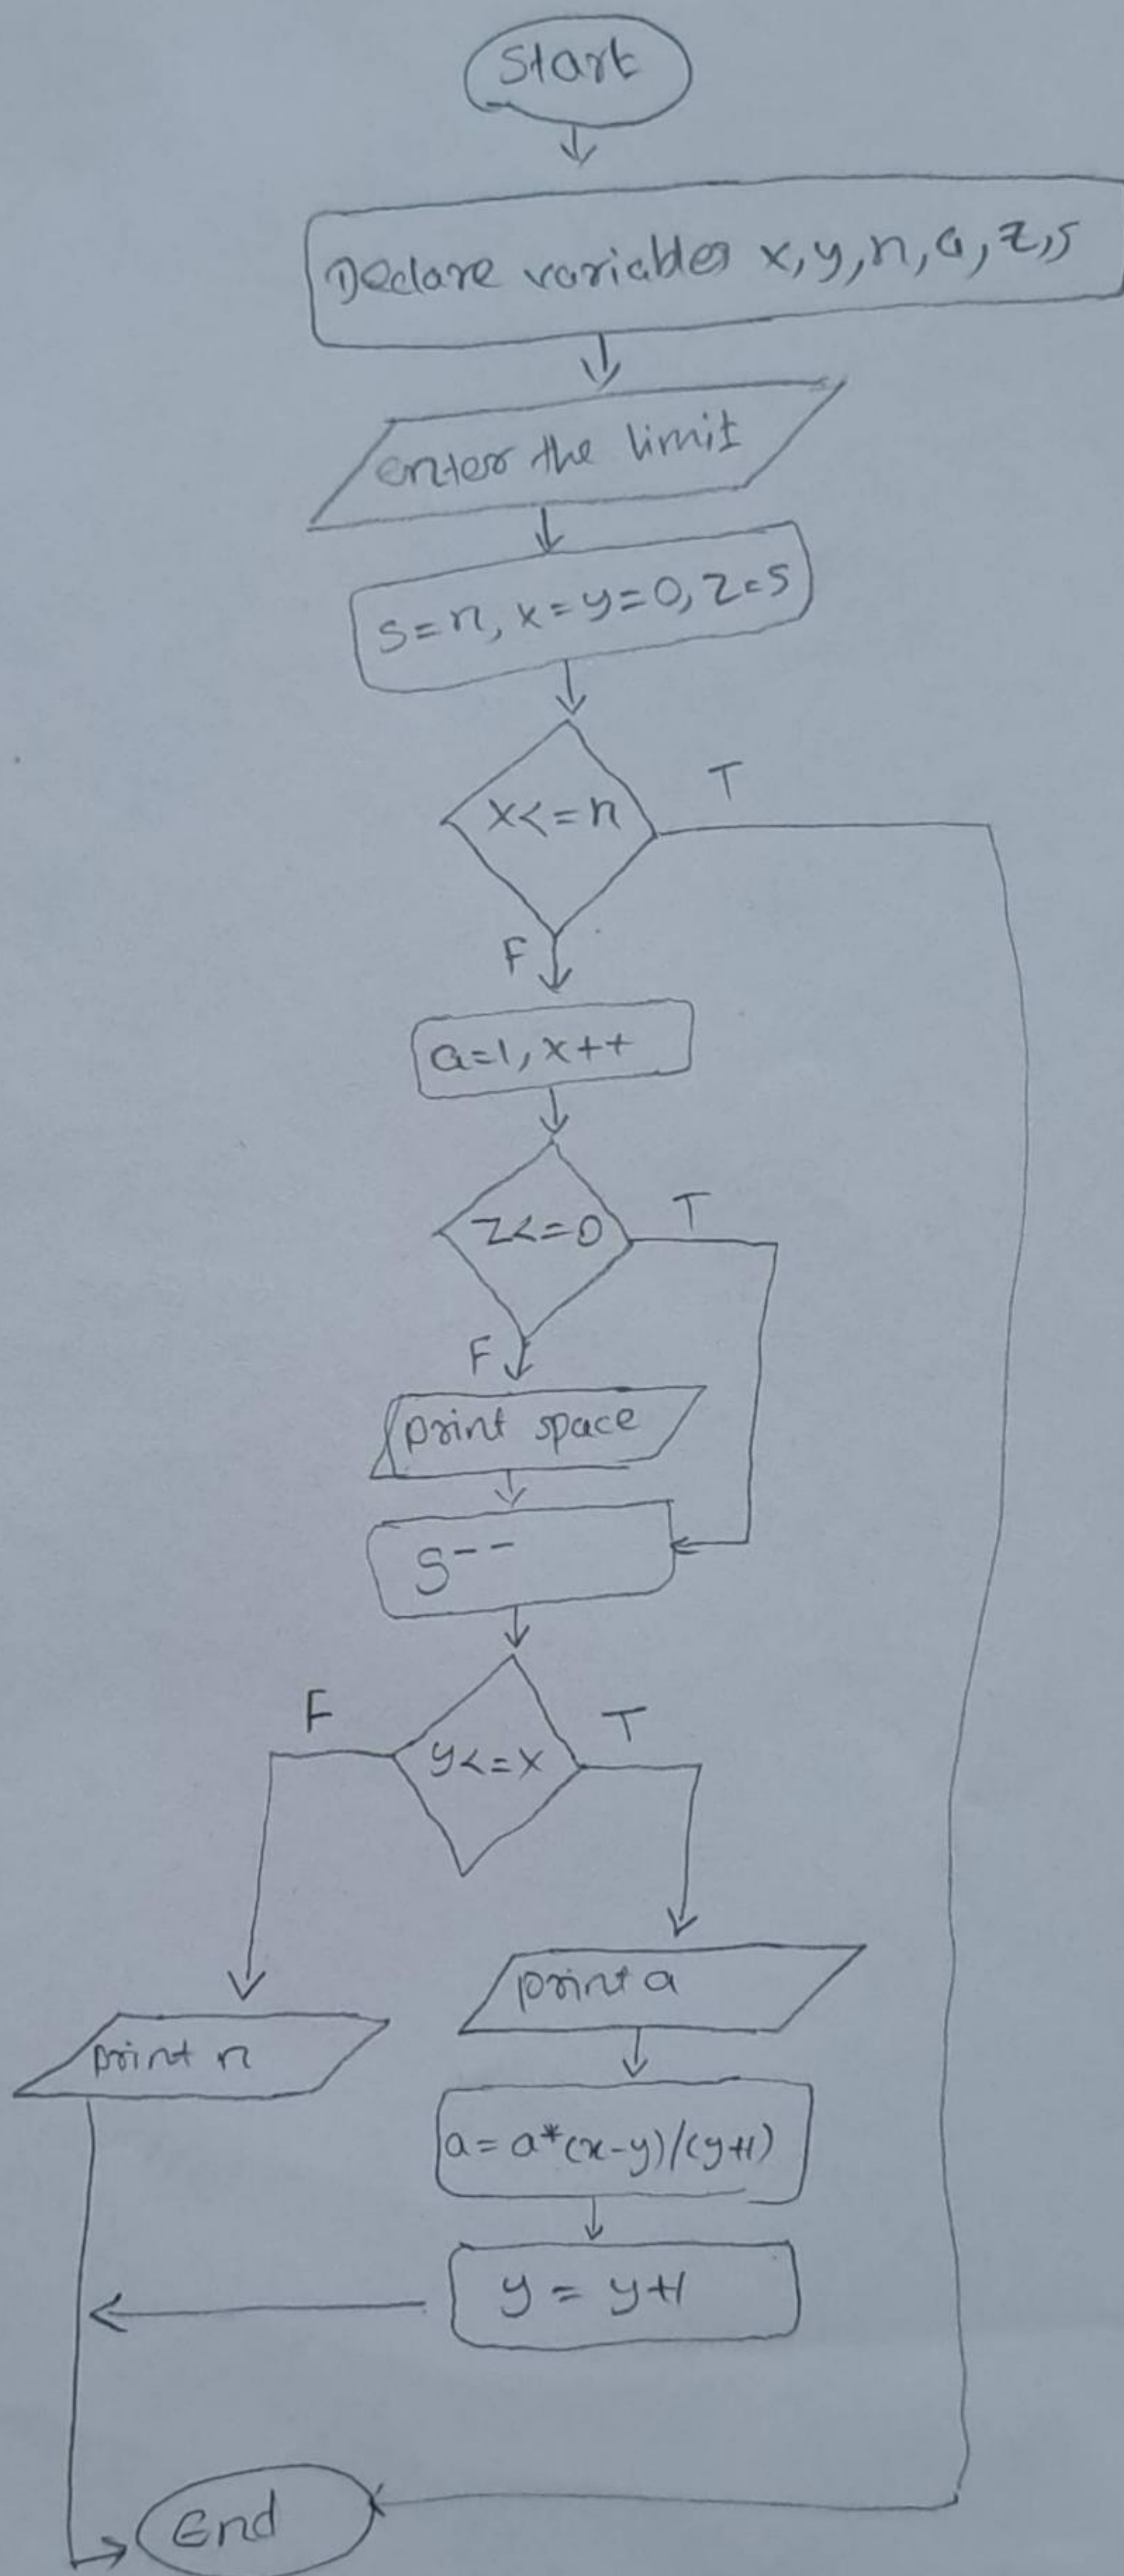 Start
Declare variables x,y,n,a,z,s
enter the limit
S=n, x=y=0, z=s
x<=n
T
F
a=1, x++
z<=0
T
F
print space
S--
F
y<=x
T
print a
print n
a= a*(x-y)/(y+1)
y = y+1
End